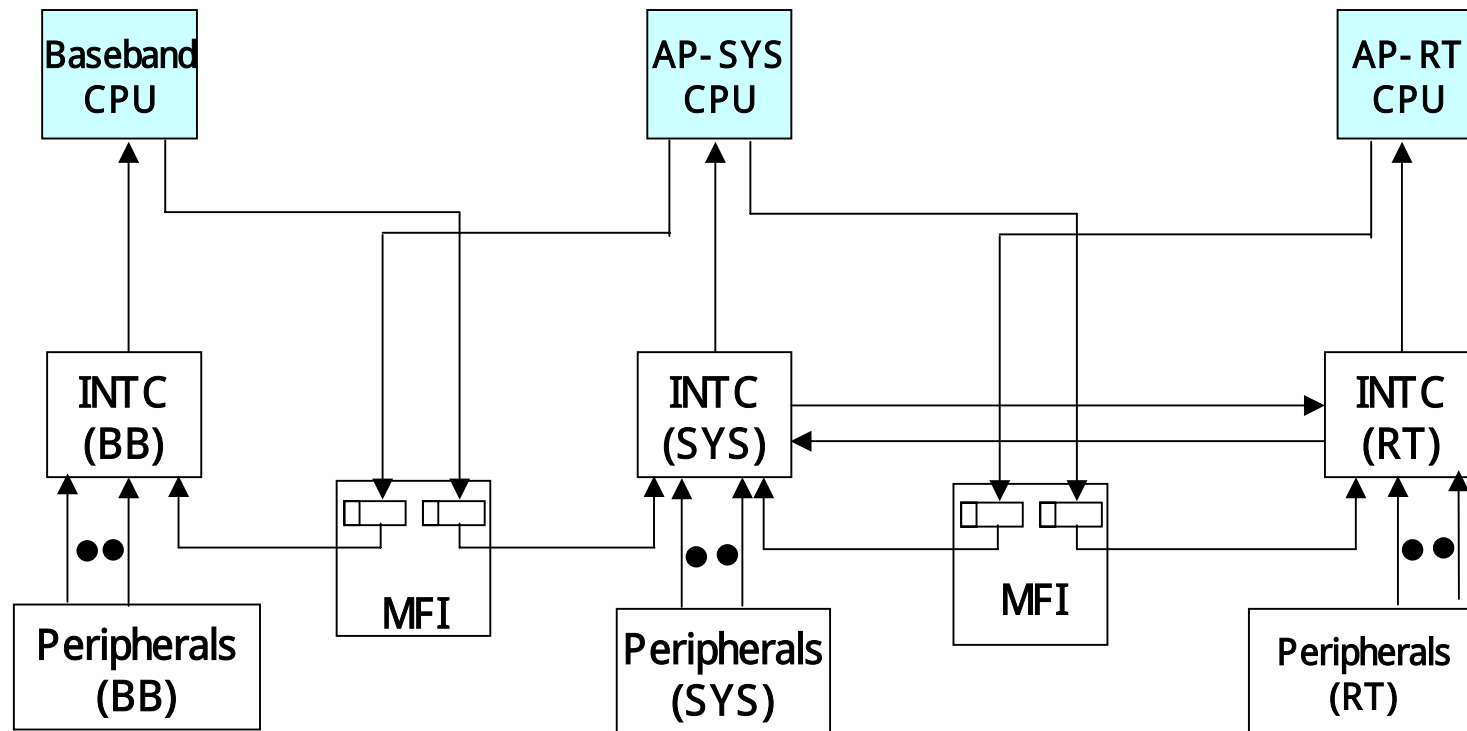 Baseband
CPU
AP-SYS
CPU
AP-RT
CPU
INTC
(BB)
INTC
(SYS)
INTC
(RT)
MFI
MFI
Peripherals
(BB)
Peripherals
(SYS)
Peripherals
(RT)